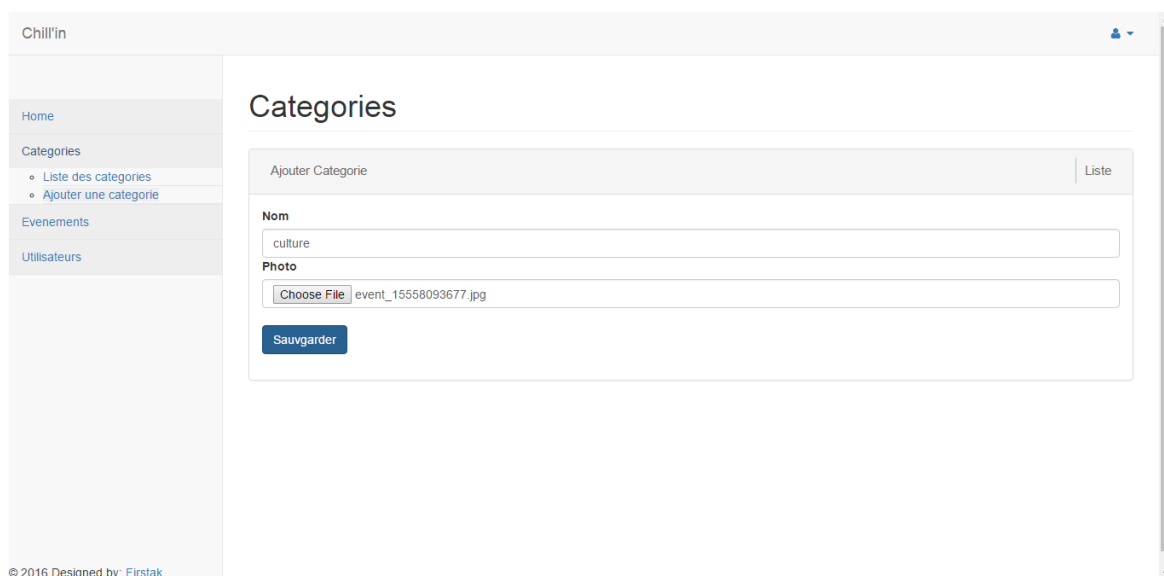 Chill'in
Home
Categories
Liste des categories
Ajouter une categorie
Evenements
Utilisateurs
Categories
Ajouter Categorie
Liste
Nom
culture
Photo
Choose File event_15558093677.jpg
Sauvgarder
© 2016 Designed by: Eirstak